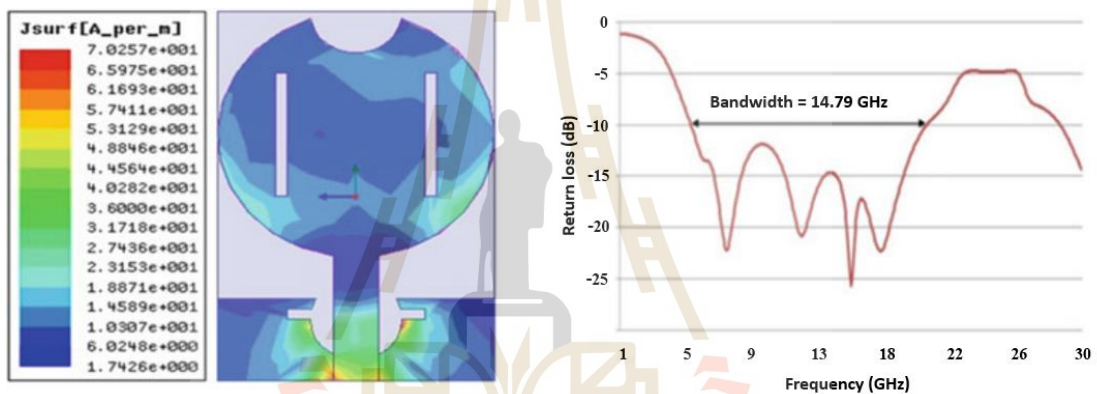 Jsurf[A_per_m]
7.0257e+001
6.5975e+001
6.1693e+001
5.7411e+001
5.3129e+001
4.8846e+001
4.4564e+001
4.0282e+001
3.6000e+001
3.1718e+001
2.7436e+001
2.3153e+001
1.8871e+001
1.4589e+001
1.0307e+001
6.0248e+000
1.7426e+000
0
-5
-10
-15
-20
-25
Return loss (dB)
Bandwidth = 14.79 GHz
1 5 9 13 18 22 26 30
Frequency (GHz)